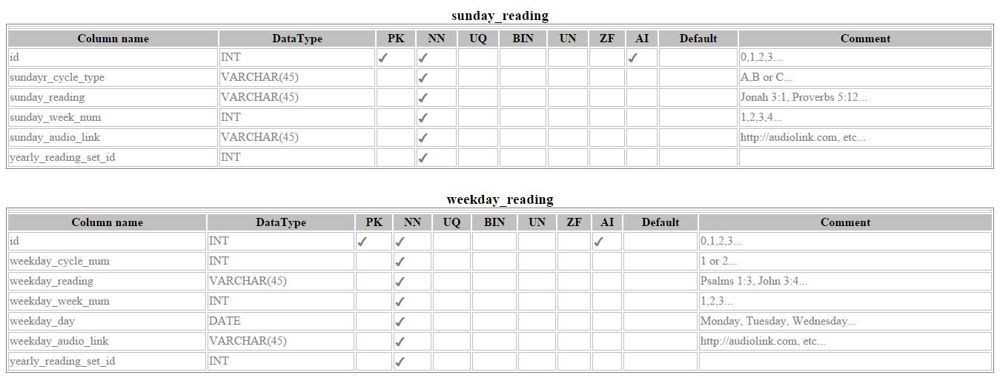 sunday_reading
Column name DataType PK NN UQ BIN UN ZF AI Default Comment
id INT ✓ ✓ ✓ 0,1,2,3...
sundayr_cycle_type VARCHAR(45) ✓ A,B or C...
sunday_reading VARCHAR(45) ✓ Jonah 3:1, Proverbs 5:12...
sunday_week_num INT ✓ 1,2,3,4...
sunday_audio_link VARCHAR(45) ✓ http://audiolink.com, etc...
yearly_reading_set_id INT ✓
weekday_reading
Column name DataType PK NN UQ BIN UN ZF AI Default Comment
id INT ✓ ✓ ✓ 0,1,2,3...
weekday_cycle_num INT ✓ 1 or 2...
weekday_reading VARCHAR(45) ✓ Psalms 1:3, John 3:4...
weekday_week_num INT ✓ 1,2,3...
weekday_day DATE ✓ Monday, Tuesday, Wednesday...
weekday_audio_link VARCHAR(45) ✓ http://audiolink.com, etc...
yearly_reading_set_id INT ✓